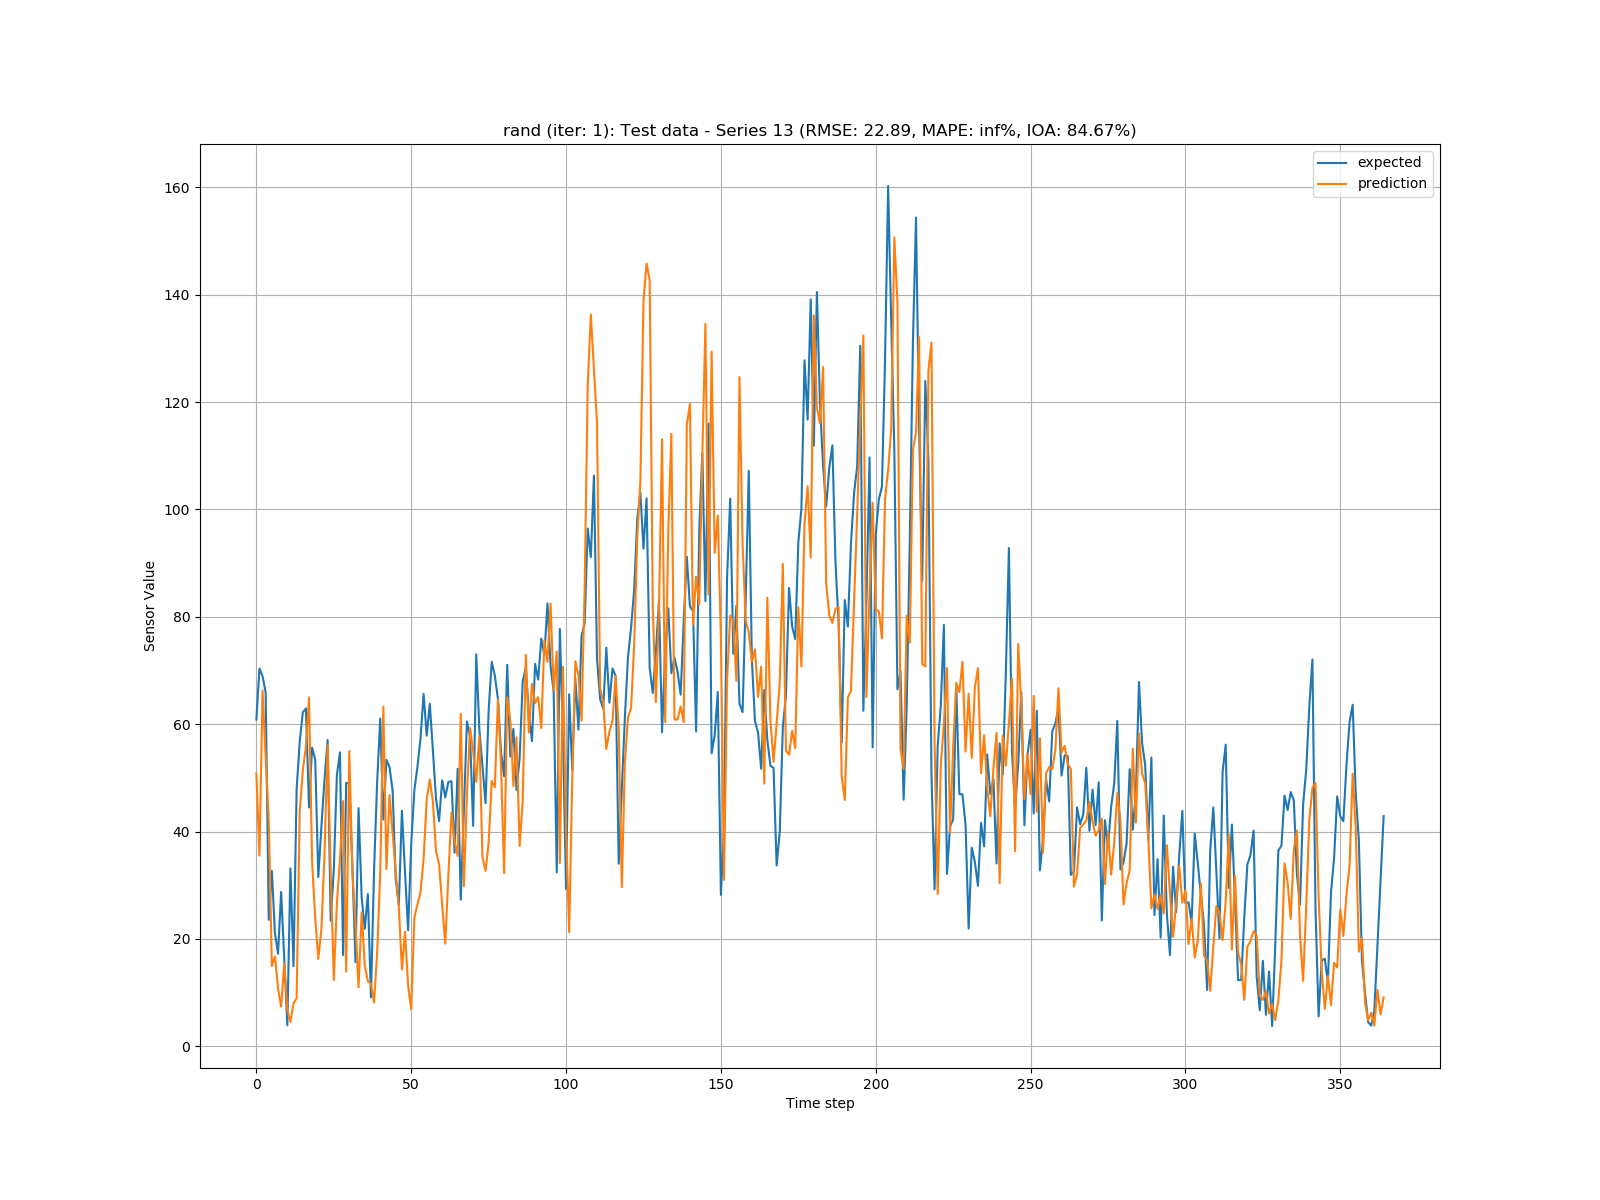 rand (iter: 1): Test data - Series 13 (RMSE: 22.89, MAPE: inf%, IOA: 84.67%)
expected
prediction
160
140
120
100
80
60
40
20
0
Sensor Value
0 50 100 150 200 250 300 350
Time step